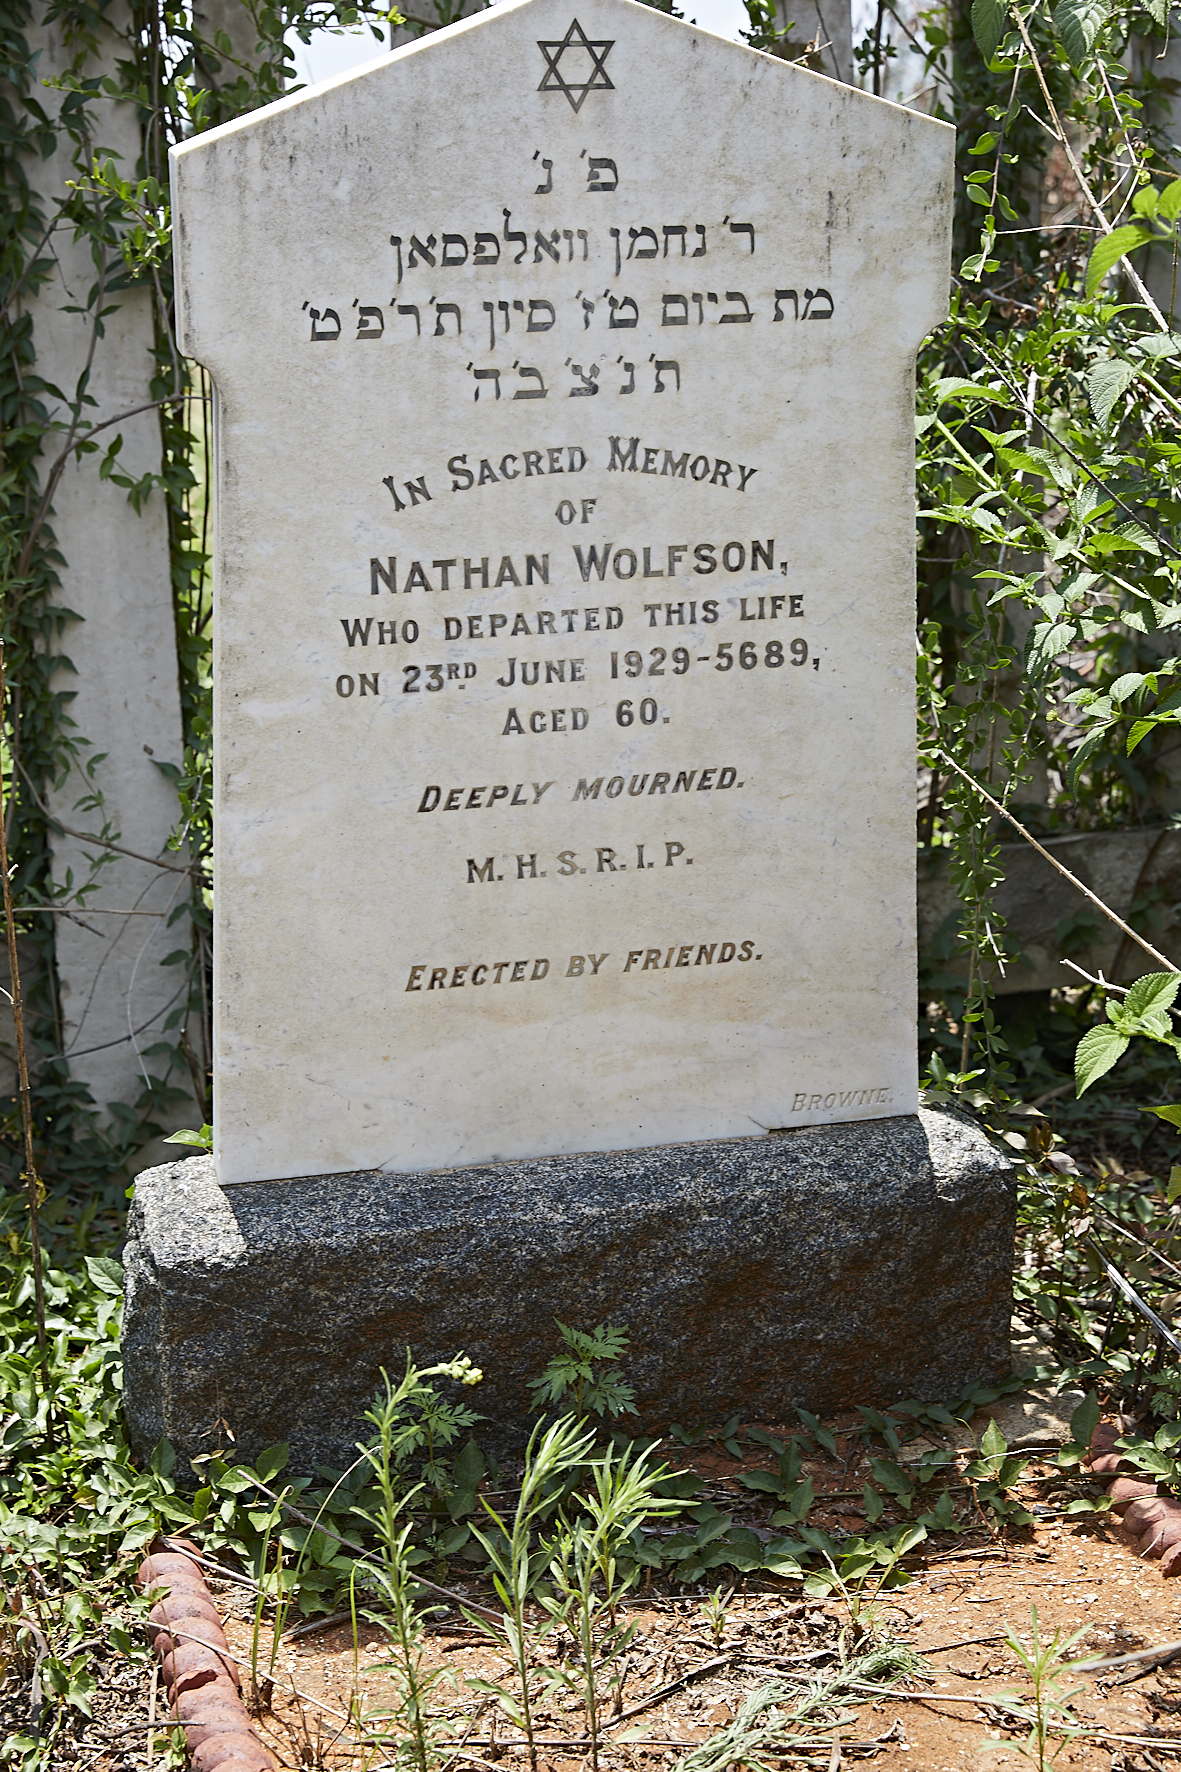 פ׳ נ׳
ר׳ נחמן וואלפסאן
מת ביום ט׳ז׳ סיון ת׳ר׳פ׳ט׳
ת׳נ׳צ׳ב׳ה׳
IN SACRED MEMORY
OF
NATHAN WOLFSON,
WHO DEPARTED THIS LIFE
ON 23RD. JUNE 1929-5689,
AGED 60.
DEEPLY MOURNED.
M. H. S. R. I. P.
ERECTED BY FRIENDS.
BROWNE.